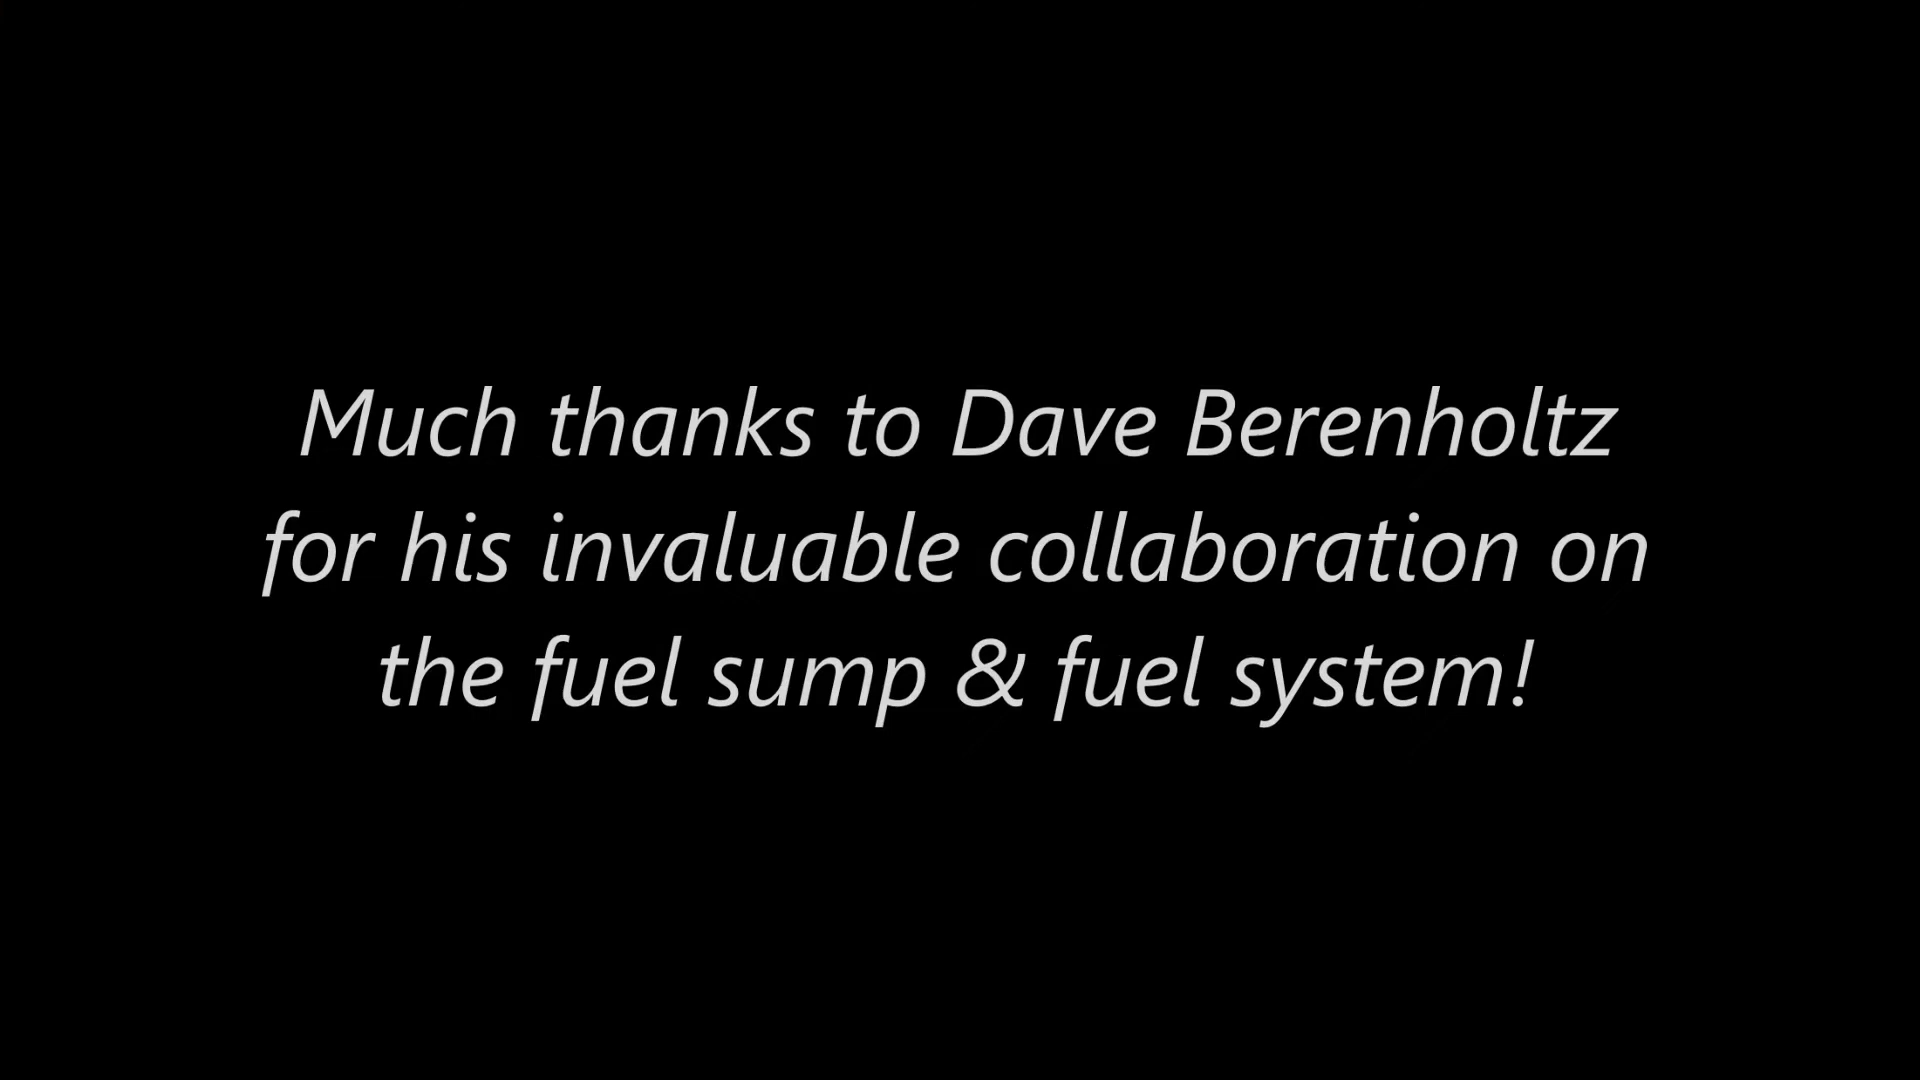 Much thanks to Dave Berenholtz
for his invaluable collaboration on
the fuel sump & fuel system!